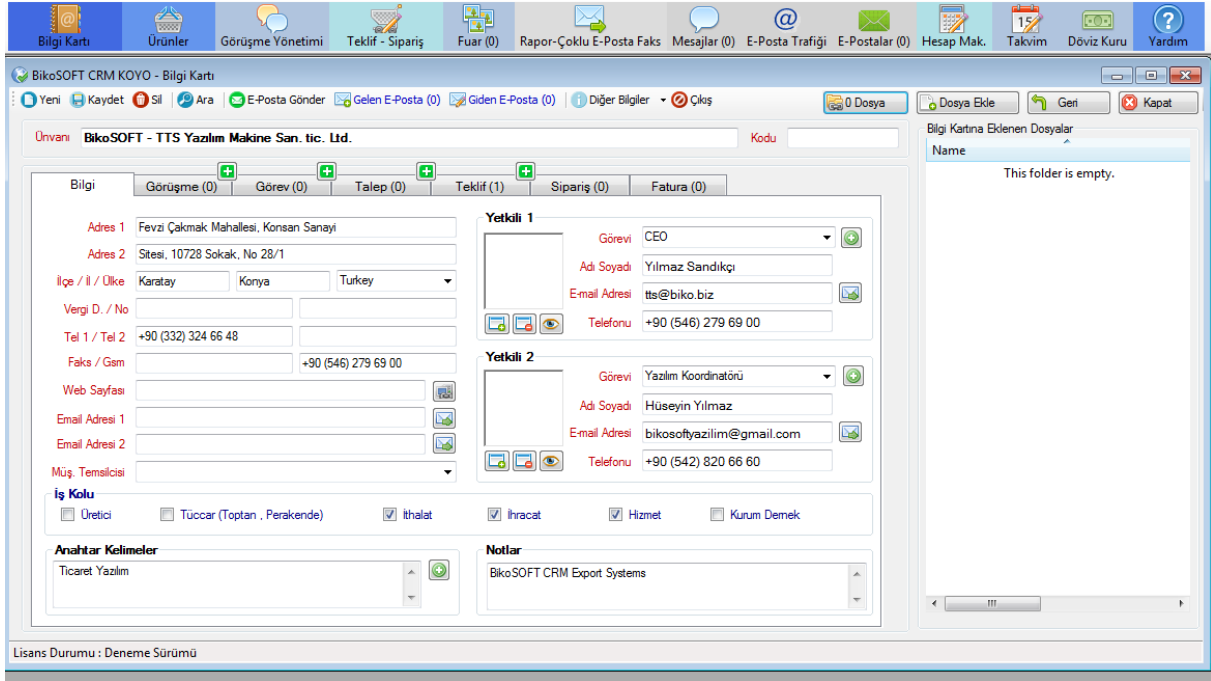 Bilgi Kartı Ürünler Görüşme Yönetimi Teklif - Sipariş Fuar (0) Rapor-Çoklu E-Posta Faks Mesajlar (0) E-Posta Trafiği E-Postalar (0) Hesap Mak. Takvim Döviz Kuru Yardım
BikoSOFT CRM KOYO - Bilgi Kartı
Yeni Kaydet Sil Ara E-Posta Gönder Gelen E-Posta (0) Giden E-Posta (0) Diğer Bilgiler Çıkış 0 Dosya Dosya Ekle Geri Kapat
Ünvanı BikoSOFT - TTS Yazılım Makine San. tic. Ltd. Kodu
Bilgi Kartına Eklenen Dosyalar
Name
This folder is empty.
Bilgi Görüşme (0) Görev (0) Talep (0) Teklif (1) Sipariş (0) Fatura (0)
Adres 1 Fevzi Çakmak Mahallesi, Konsan Sanayi
Adres 2 Sitesi, 10728 Sokak, No 28/1
İlçe / İl / Ülke Karatay Konya Turkey
Vergi D. / No
Tel 1 / Tel 2 +90 (332) 324 66 48
Faks / Gsm +90 (546) 279 69 00
Web Sayfası
Email Adresi 1
Email Adresi 2
Müş. Temsilcisi
Yetkili 1
Görevi CEO
Adı Soyadı Yılmaz Sandıkçı
E-mail Adresi tts@biko.biz
Telefonu +90 (546) 279 69 00
Yetkili 2
Görevi Yazılım Koordinatörü
Adı Soyadı Hüseyin Yılmaz
E-mail Adresi bikosoftyazilim@gmail.com
Telefonu +90 (542) 820 66 60
İş Kolu
Üretici Tüccar (Toptan , Perakende) İthalat İhracat Hizmet Kurum Dernek
Anahtar Kelimeler
Ticaret Yazılım
Notlar
BikoSOFT CRM Export Systems
Lisans Durumu : Deneme Sürümü